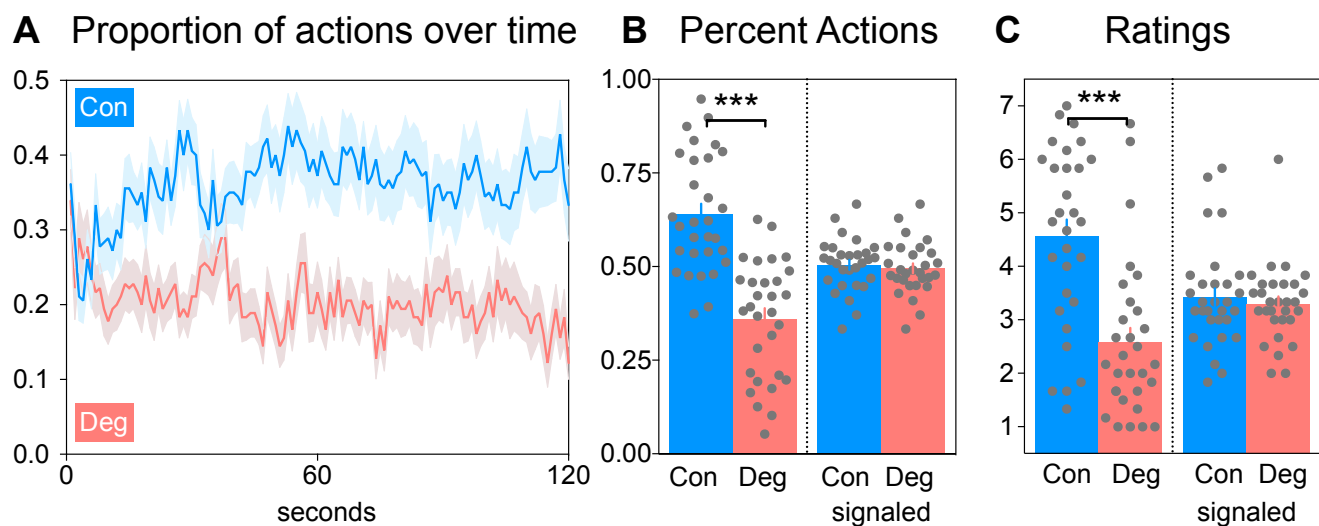 A Proportion of actions over time
0.5
0.4
0.3
0.2
0.1
0.0
Con
Deg
0
60
120
seconds
B Percent Actions
1.00
0.75
0.50
0.25
0.00
***
Con Deg Con Deg
signaled
C Ratings
7
6
5
4
3
2
1
***
Con Deg Con Deg
signaled